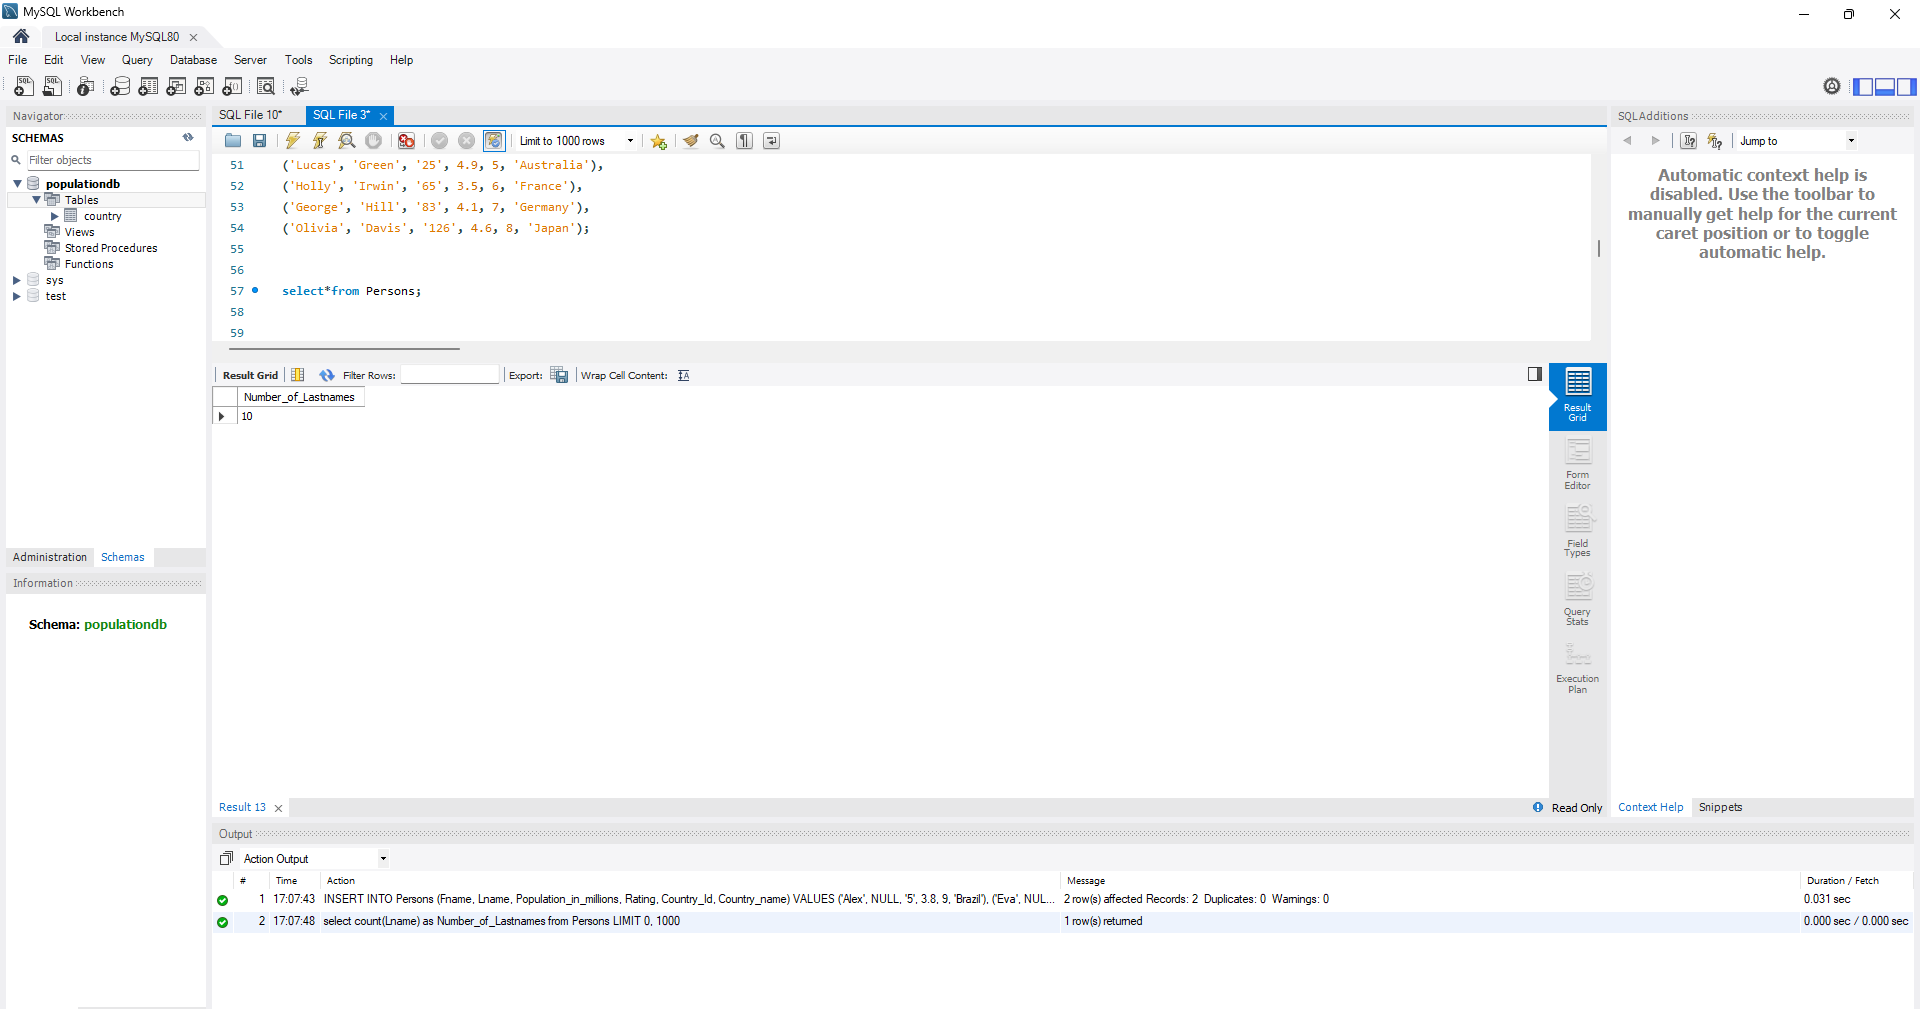 MySQL Workbench
Local instance MySQL80
File Edit View Query Database Server Tools Scripting Help
Navigator
SCHEMAS
Filter objects
populationdb
Tables
country
Views
Stored Procedures
Functions
sys
test
Administration Schemas
Information
Schema: populationdb
SQL File 10* SQL File 3*
Limit to 1000 rows
51 ('Lucas', 'Green', '25', 4.9, 5, 'Australia'),
52 ('Holly', 'Irwin', '65', 3.5, 6, 'France'),
53 ('George', 'Hill', '83', 4.1, 7, 'Germany'),
54 ('Olivia', 'Davis', '126', 4.6, 8, 'Japan');
55
56
57 select*from Persons;
58
59
Result Grid Filter Rows: Export: Wrap Cell Content:
Number_of_Lastnames
10
Result
Grid
Form
Editor
Field
Types
Query
Stats
Execution
Plan
Result 13 Read Only
SQLAdditions
Jump to
Automatic context help is
disabled. Use the toolbar to
manually get help for the current
caret position or to toggle
automatic help.
Context Help Snippets
Output
Action Output
# Time Action Message Duration / Fetch
1 17:07:43 INSERT INTO Persons (Fname, Lname, Population_in_millions, Rating, Country_Id, Country_name) VALUES ('Alex', NULL, '5', 3.8, 9, 'Brazil'), ('Eva', NUL... 2 row(s) affected Records: 2 Duplicates: 0 Warnings: 0 0.031 sec
2 17:07:48 select count(Lname) as Number_of_Lastnames from Persons LIMIT 0, 1000 1 row(s) returned 0.000 sec / 0.000 sec